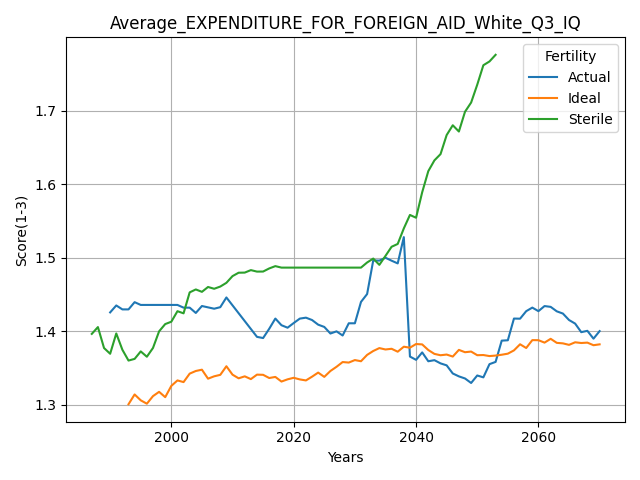 Average_EXPENDITURE_FOR_FOREIGN_AID_White_Q3_IQ
Fertility
Actual
Ideal
Sterile
Score(1-3)
1.7
1.6
1.5
1.4
1.3
2000
2020
2040
2060
Years